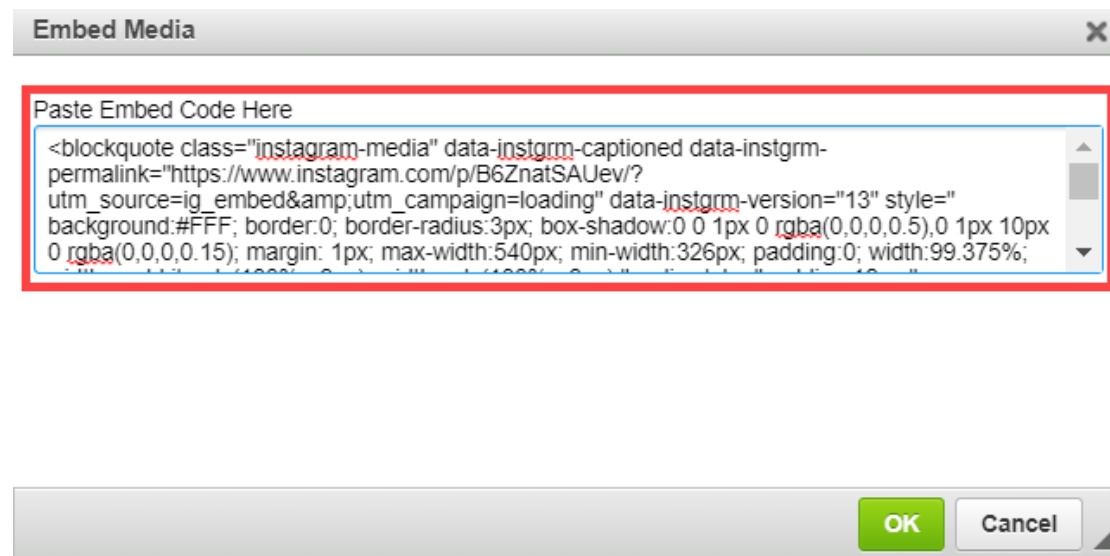 Embed Media
Paste Embed Code Here
<blockquote class="instagram-media" data-instgrm-captioned data-instgrm-
permalink="https://www.instagram.com/p/B6ZnatSAUev/?
utm_source=ig_embed&amp;utm_campaign=loading" data-instgrm-version="13" style="
background:#FFF; border:0; border-radius:3px; box-shadow:0 0 1px 0 rgba(0,0,0,0.5),0 1px 10px
0 rgba(0,0,0,0.15); margin: 1px; max-width:540px; min-width:326px; padding:0; width:99.375%;
OK
Cancel